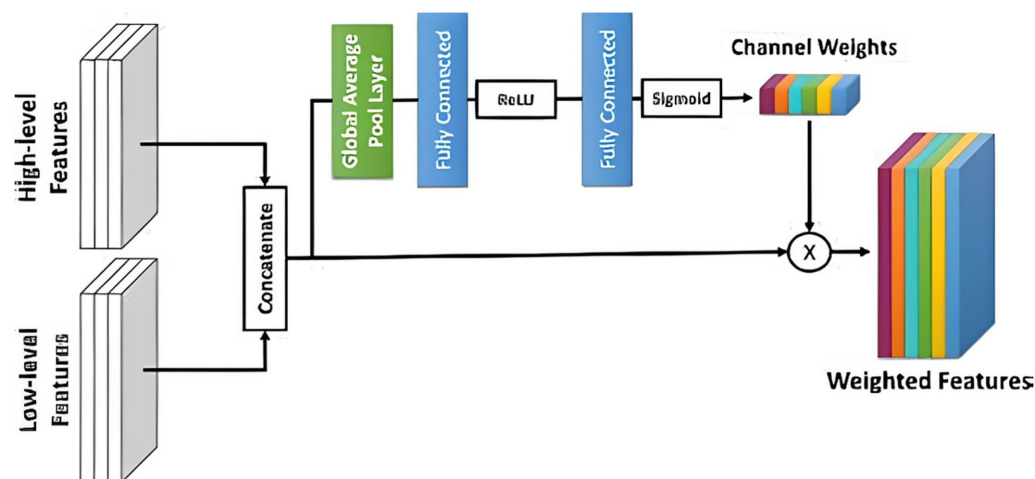 High-level
Features
Low-level
Features
Concatenate
Global Average
Pool Layer
Fully Connected
ReLU
Fully Connected
Sigmoid
Channel Weights
X
Weighted Features